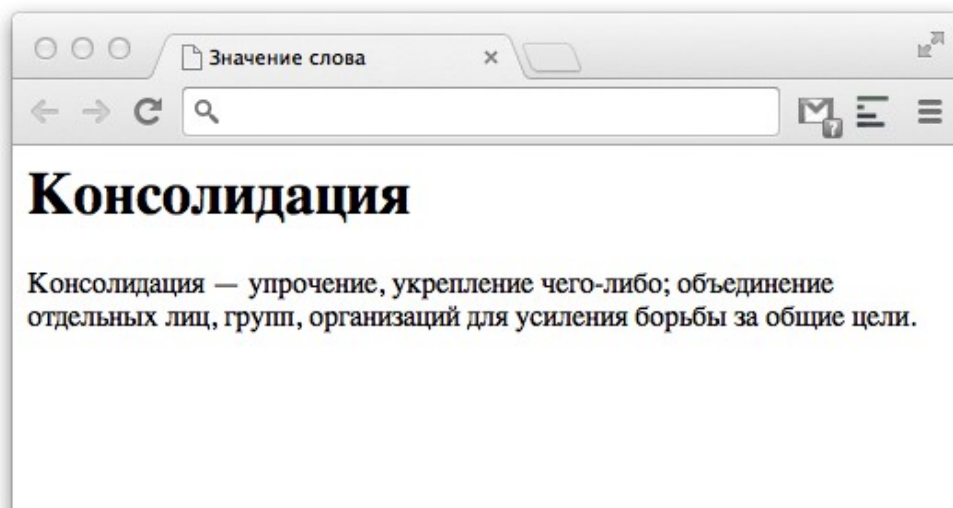 Значение слова
Консолидация
Консолидация — упрочение, укрепление чего-либо; объединение
отдельных лиц, групп, организаций для усиления борьбы за общие цели.